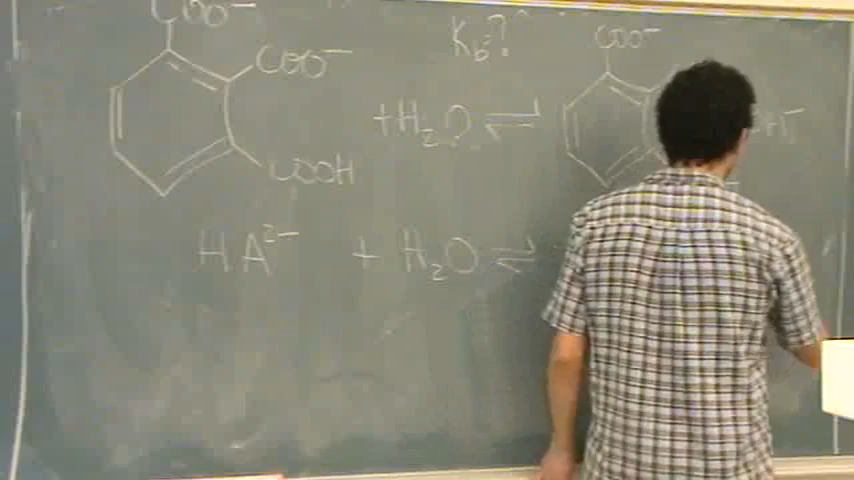 COO⁻ Kb=? COO⁻
COO⁻
+ H₂O ⇌
COOH
HA²⁻ + H₂O ⇌